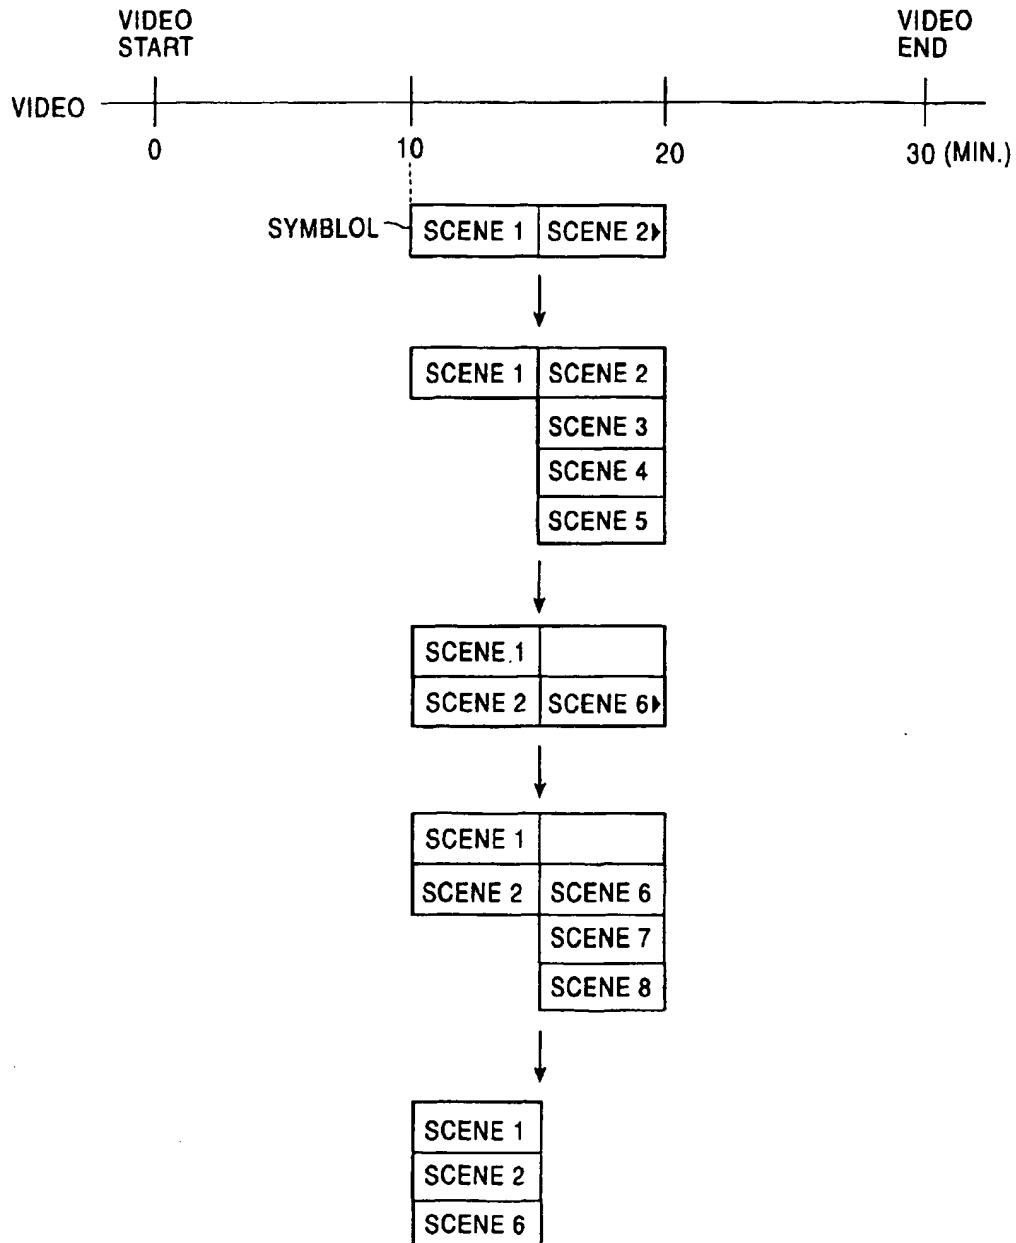 VIDEO START
VIDEO END
VIDEO
0
10
20
30 (MIN.)
SYMBLOL
SCENE 1
SCENE 2
SCENE 1
SCENE 2
SCENE 3
SCENE 4
SCENE 5
SCENE 1
SCENE 2
SCENE 6
SCENE 1
SCENE 2
SCENE 6
SCENE 7
SCENE 8
SCENE 1
SCENE 2
SCENE 6